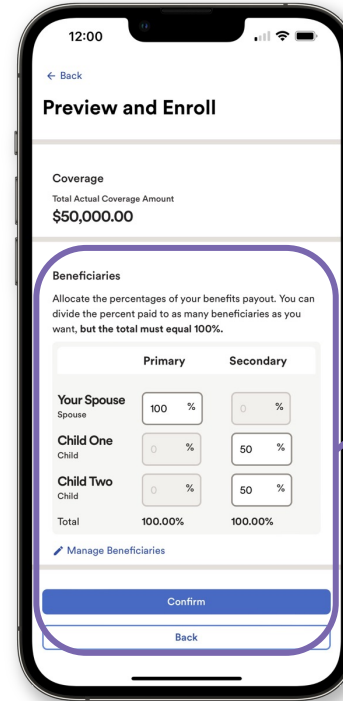 12:00
← Back
Preview and Enroll
Coverage
Total Actual Coverage Amount
$50,000.00
Beneficiaries
Allocate the percentages of your benefits payout. You can
divide the percent paid to as many beneficiaries as you
want, but the total must equal 100%.
Primary Secondary
Your Spouse 100 % 0 %
Spouse
Child One 0 % 50 %
Child
Child Two 0 % 50 %
Child
Total 100.00% 100.00%
Manage Beneficiaries
Confirm
Back